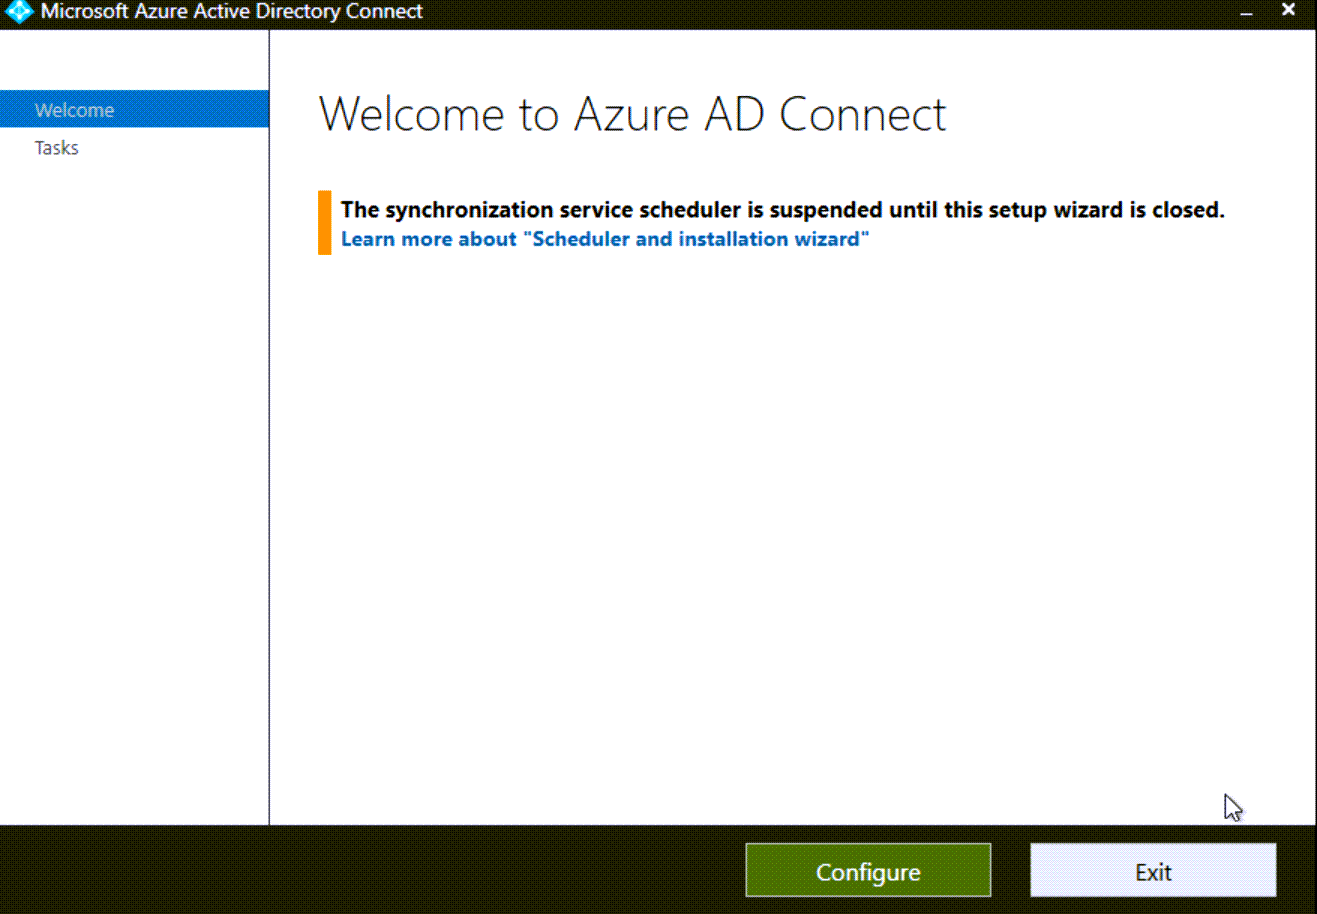 Microsoft Azure Active Directory Connect
Welcome
Tasks
Welcome to Azure AD Connect
The synchronization service scheduler is suspended until this setup wizard is closed.
Learn more about "Scheduler and installation wizard"
Configure
Exit